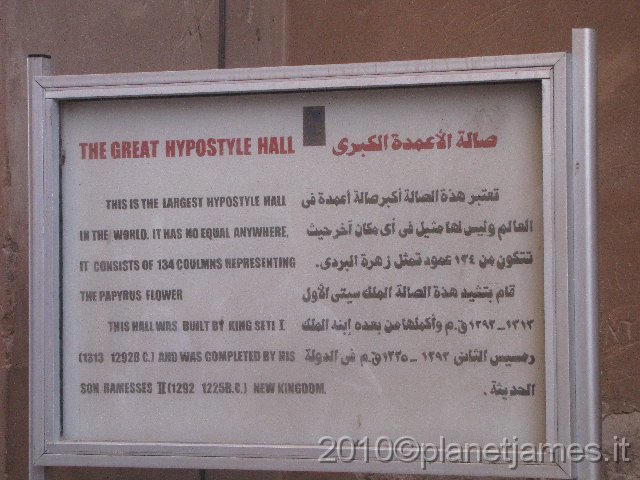 THE GREAT HYPOSTYLE HALL
THIS IS THE LARGEST HYPOSTYLE HALL
IN THE WORLD. IT HAS NO EQUAL ANYWHERE.
IT CONSISTS OF 134 COULMNS REPRESENTING
THE PAPYRUS FLOWER
THIS HALL WAS BUILT BY KING SETI I
(1313 1292B.C.) AND WAS COMPLETED BY HIS
SON RAMESSES II (1292 1225B.C.) NEW KINGDOM.
صالة الأعمدة الكبرى
تعتبر هذة الصالة أكبر صالة أعمدة فى
العالم وليس لها مثيل فى أى مكان آخر حيث
تتكون من ١٣٤ عمود تمثل زهرة البردى.
قام بتشيد هذة الصالة الملك سيتى الأول
١٣١٣-١٢٩٢ ق.م وأكملها من بعده إبنه الملك
رمسيس الثانى ١٢٩٢-١٢٢٥ ق.م فى الدولة
الحديثة.
2010©planetjames.it